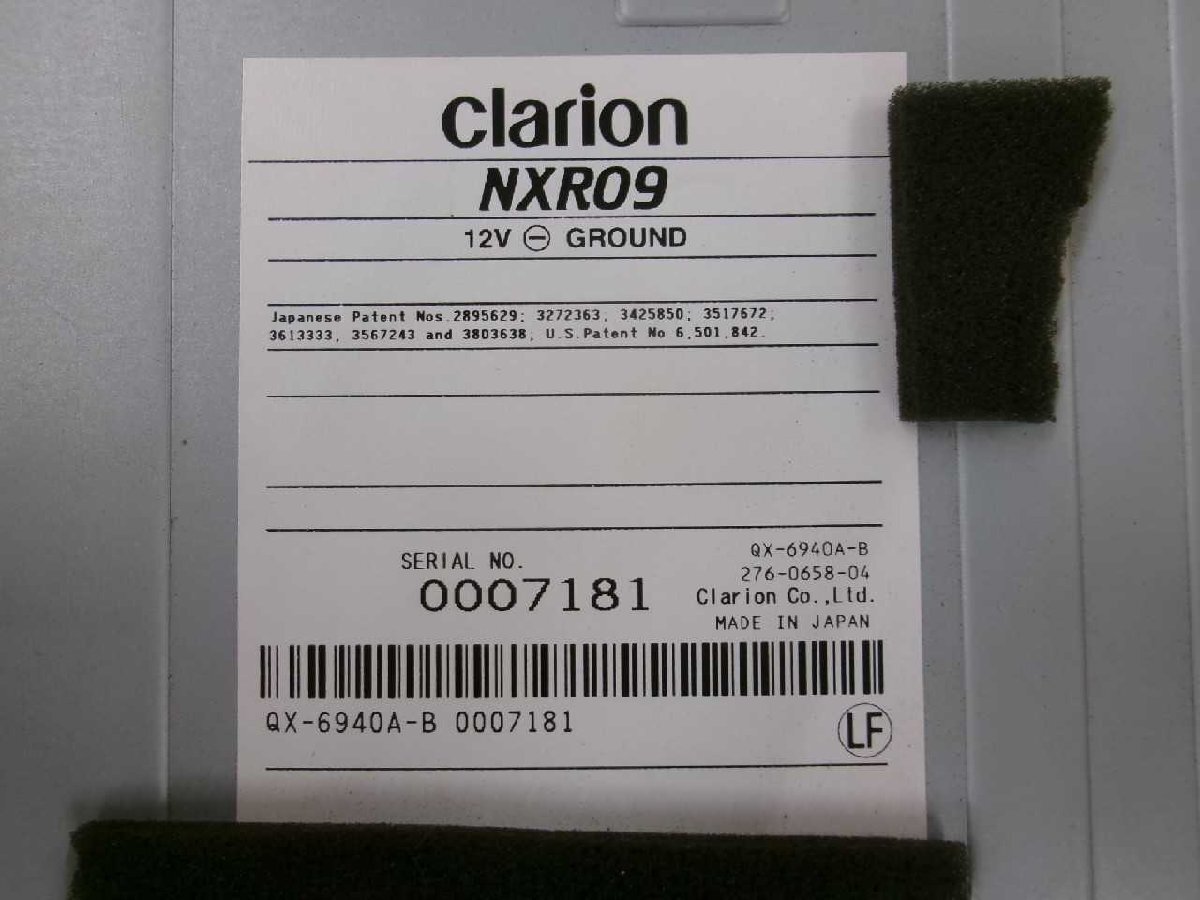 clarion
NXR09
12V ⊖ GROUND
Japanese Patent Nos.2895629; 3272363, 3425850; 3517672;
3613333, 3567243 and 3803638; U.S.Patent No 6,501,842.
SERIAL NO.
0007181
QX-6940A-B
276-0658-04
Clarion Co.,Ltd.
MADE IN JAPAN
QX-6940A-B 0007181
LF